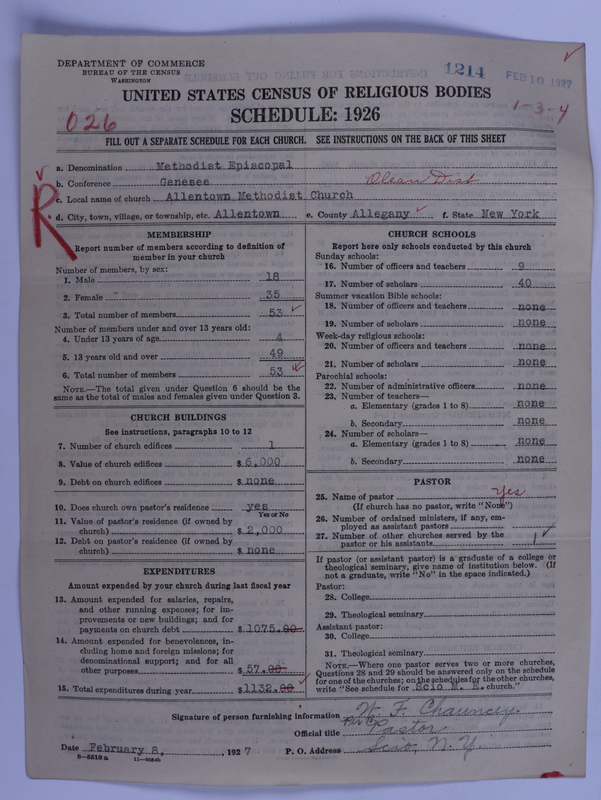 DEPARTMENT OF COMMERCE
BUREAU OF THE CENSUS
WASHINGTON
1214
FEB 10 1927
UNITED STATES CENSUS OF RELIGIOUS BODIES
1-3-4
026
SCHEDULE: 1926
FILL OUT A SEPARATE SCHEDULE FOR EACH CHURCH. SEE INSTRUCTIONS ON THE BACK OF THIS SHEET
R
a. Denomination Methodist Episcopal
b. Conference Genesee Olean Dist
c. Local name of church Allentown Methodist Church
d. City, town, village, or township, etc. Allentown e. County Allegany f. State New York
MEMBERSHIP
Report number of members according to definition of
member in your church
Number of members, by sex:
1. Male 18
2. Female 35
3. Total number of members 53
Number of members under and over 13 years old:
4. Under 13 years of age 4
5. 13 years old and over 49
6. Total number of members 53
NOTE.—The total given under Question 6 should be the
same as the total of males and females given under Question 3.
CHURCH BUILDINGS
See instructions, paragraphs 10 to 12
7. Number of church edifices 1
8. Value of church edifices $ 6,000
9. Debt on church edifices $ none
10. Does church own pastor's residence yes
Yes or No
11. Value of pastor's residence (if owned by
church) $ 2,000
12. Debt on pastor's residence (if owned by
church) $ none
EXPENDITURES
Amount expended by your church during last fiscal year
13. Amount expended for salaries, repairs,
and other running expenses; for im-
provements or new buildings; and for
payments on church debt $ 1075.00
14. Amount expended for benevolences, in-
cluding home and foreign missions; for
denominational support; and for all
other purposes $ 57.00
15. Total expenditures during year $ 1132.00
CHURCH SCHOOLS
Report here only schools conducted by this church
Sunday schools:
16. Number of officers and teachers 9
17. Number of scholars 40
Summer vacation Bible schools:
18. Number of officers and teachers none
19. Number of scholars none
Week-day religious schools:
20. Number of officers and teachers none
21. Number of scholars none
Parochial schools:
22. Number of administrative officers none
23. Number of teachers—
a. Elementary (grades 1 to 8) none
b. Secondary none
24. Number of scholars—
a. Elementary (grades 1 to 8) none
b. Secondary none
PASTOR
25. Name of pastor Yes
(If church has no pastor, write "None")
26. Number of ordained ministers, if any, em-
ployed as assistant pastors
27. Number of other churches served by the
pastor or his assistants 1
If pastor (or assistant pastor) is a graduate of a college or
theological seminary, give name of institution below. (If
not a graduate, write "No" in the space indicated.)
Pastor:
28. College
29. Theological seminary
Assistant pastor:
30. College
31. Theological seminary
NOTE.—Where one pastor serves two or more churches,
Questions 28 and 29 should be answered only on the schedule
for one of the churches; on the schedules for the other churches,
write "See schedule for Scio M. E. church."
Signature of person furnishing information W. F. Chauncey
Official title Pastor
Date February 8, 1927 P. O. Address Scio, N. Y.
8-5518a 11-9064b